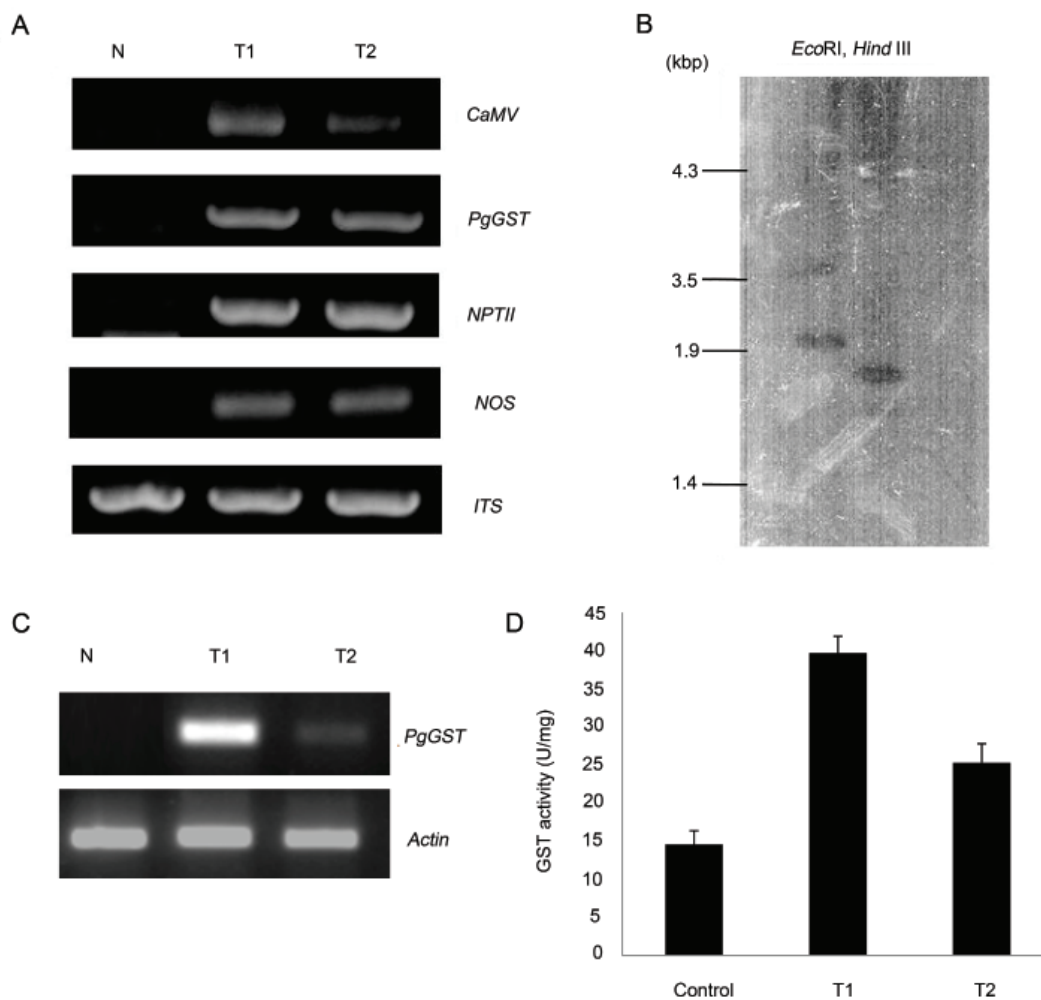 A
N T1 T2
CaMV
PgGST
NPTII
NOS
ITS
B
EcoRI, Hind III
(kbp)
4.3
3.5
1.9
1.4
C
N T1 T2
PgGST
Actin
D
GST activity (U/mg)
45
40
35
30
25
20
15
10
5
0
Control T1 T2